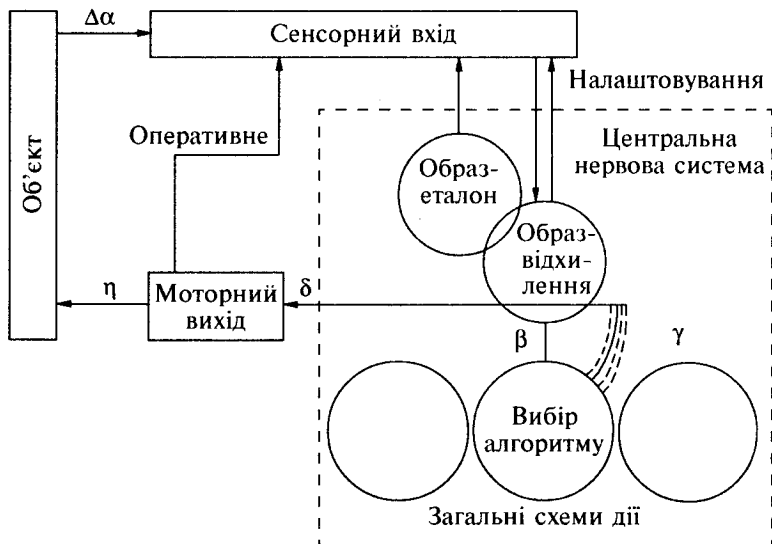 Δα
Сенсорний вхід
Налаштовування
Оперативне
Центральна
нервова система
Об’єкт
Образ-
еталон
Образ-
відхи-
лення
η
Моторний
вихід
δ
β
γ
Вибір
алгоритму
Загальні схеми дії